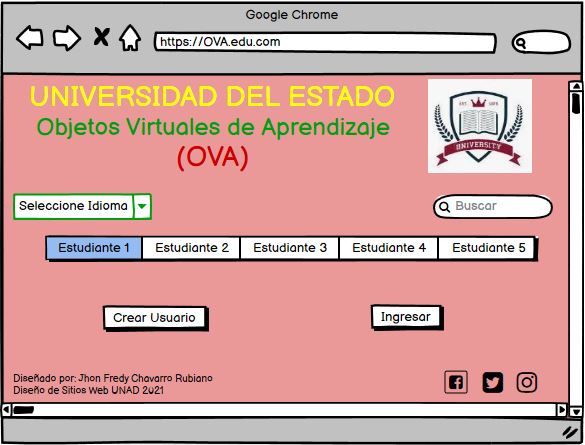 Google Chrome
https://OVA.edu.com
UNIVERSIDAD DEL ESTADO
Objetos Virtuales de Aprendizaje
(OVA)
UNIVERSITY
Seleccione Idioma
Buscar
Estudiante 1 Estudiante 2 Estudiante 3 Estudiante 4 Estudiante 5
Crear Usuario
Ingresar
Diseñado por: Jhon Fredy Chavarro Rubiano
Diseño de Sitios Web UNAD 2021